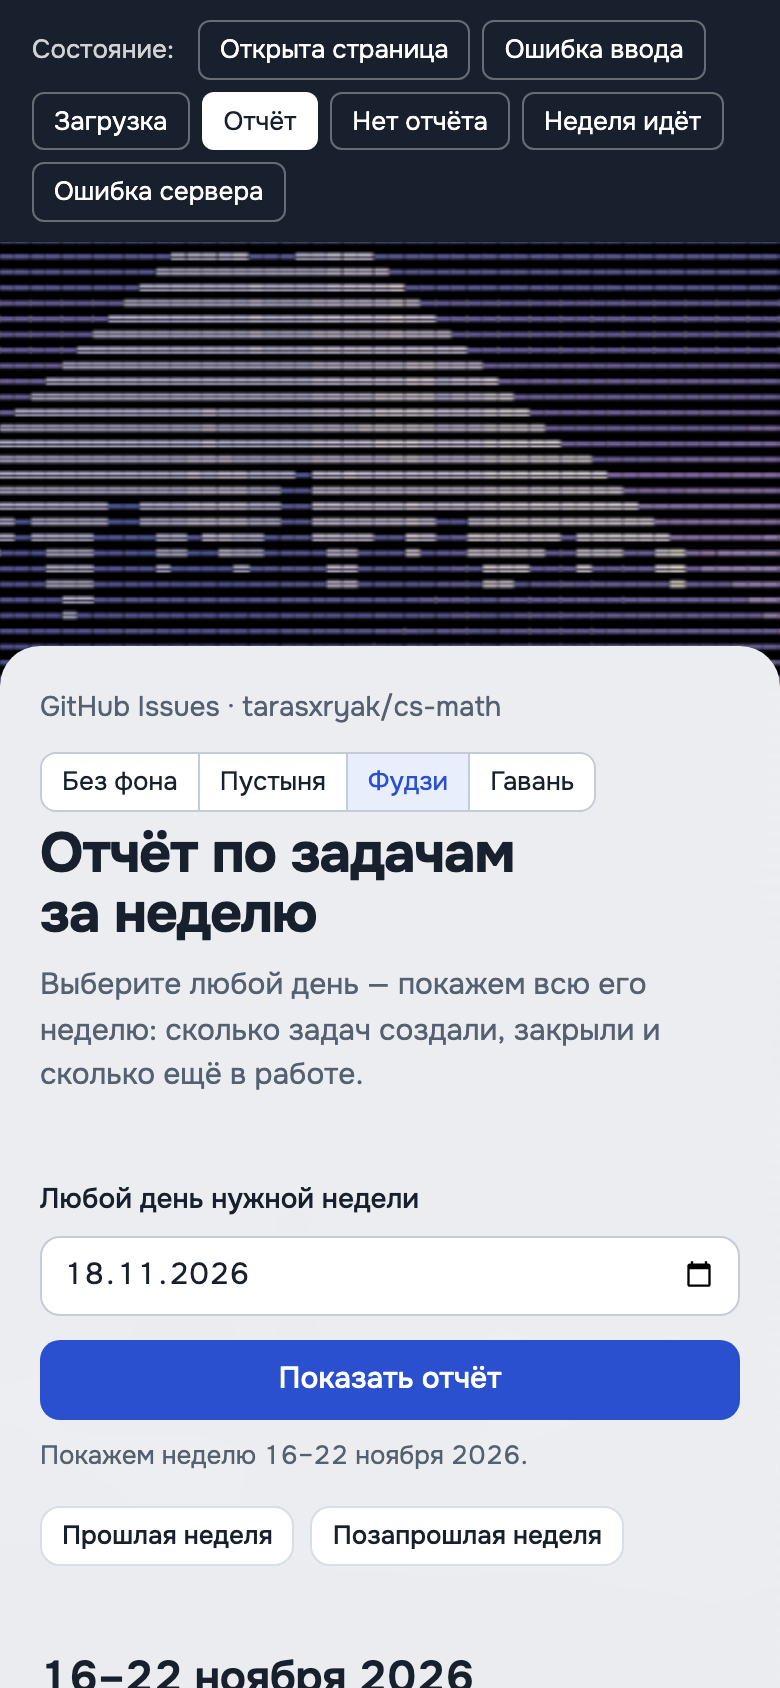 Состояние: Открыта страница Ошибка ввода
Загрузка Отчёт Нет отчёта Неделя идёт
Ошибка сервера
GitHub Issues · tarasxryak/cs-math
Без фона Пустыня Фудзи Гавань
Отчёт по задачам
за неделю
Выберите любой день — покажем всю его
неделю: сколько задач создали, закрыли и
сколько ещё в работе.
Любой день нужной недели
18.11.2026
Показать отчёт
Покажем неделю 16–22 ноября 2026.
Прошлая неделя Позапрошлая неделя
16–22 ноября 2026